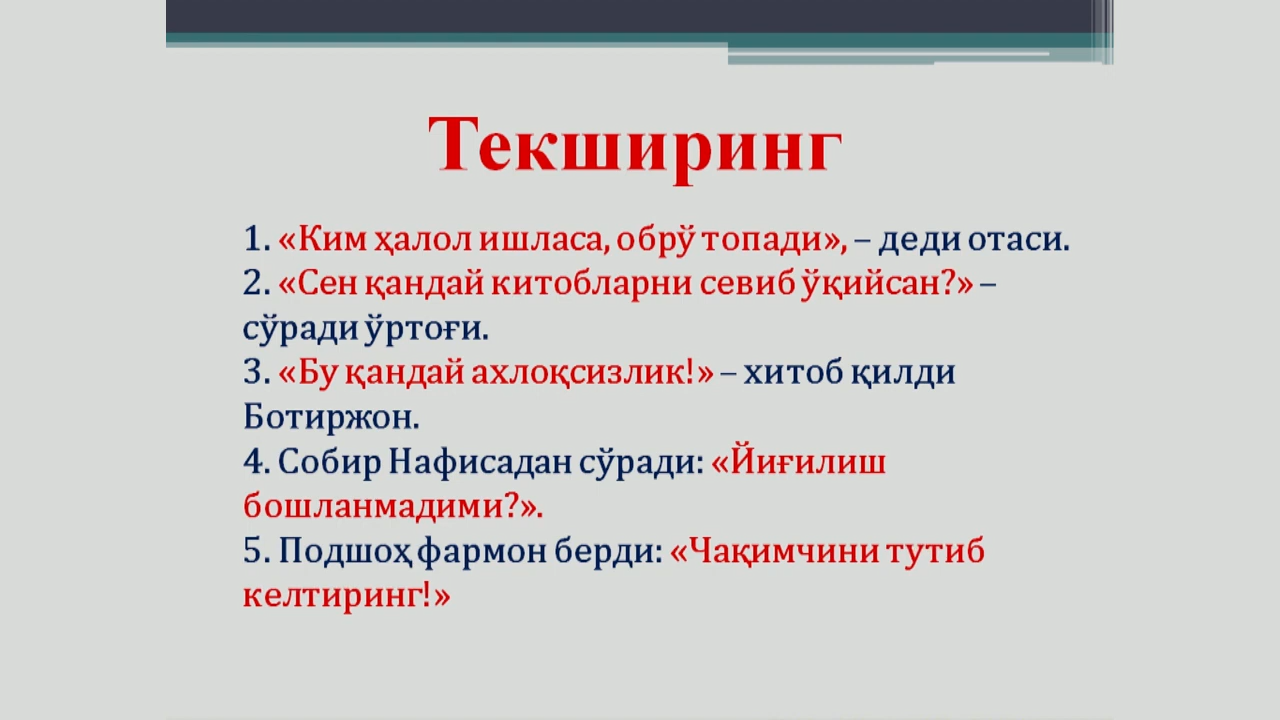 Текширинг
1. «Ким ҳалол ишласа, обрў топади», – деди отаси.
2. «Сен қандай китобларни севиб ўқийсан?» –
сўради ўртоғи.
3. «Бу қандай ахлоқсизлик!» – хитоб қилди
Ботиржон.
4. Собир Нафисадан сўради: «Йиғилиш
бошланмадими?».
5. Подшоҳ фармон берди: «Чақимчини тутиб
келтиринг!»